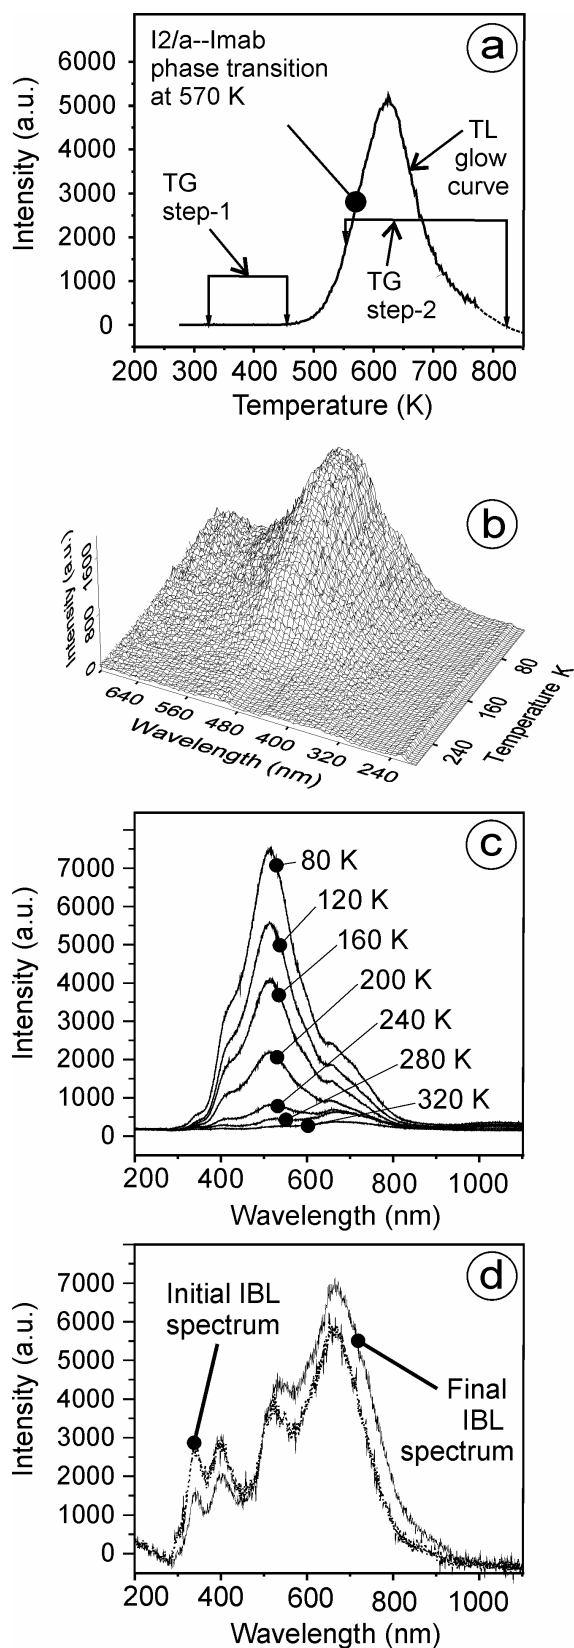 I2/a--Imab
phase transition
at 570 K
a
TL
glow
curve
TG
step-1
TG
step-2
Intensity (a.u.)
6000
5000
4000
3000
2000
1000
0
200 300 400 500 600 700 800
Temperature (K)
b
Intensity (a.u.)
1600
800
0
640 560 480 400 320 240
Wavelength (nm)
80
160
240
Temperature K
c
Intensity (a.u.)
7000
6000
5000
4000
3000
2000
1000
0
80 K
120 K
160 K
200 K
240 K
280 K
320 K
200 400 600 800 1000
Wavelength (nm)
d
Intensity (a.u.)
7000
6000
5000
4000
3000
2000
1000
0
Initial IBL
spectrum
Final
IBL
spectrum
200 400 600 800 1000
Wavelength (nm)